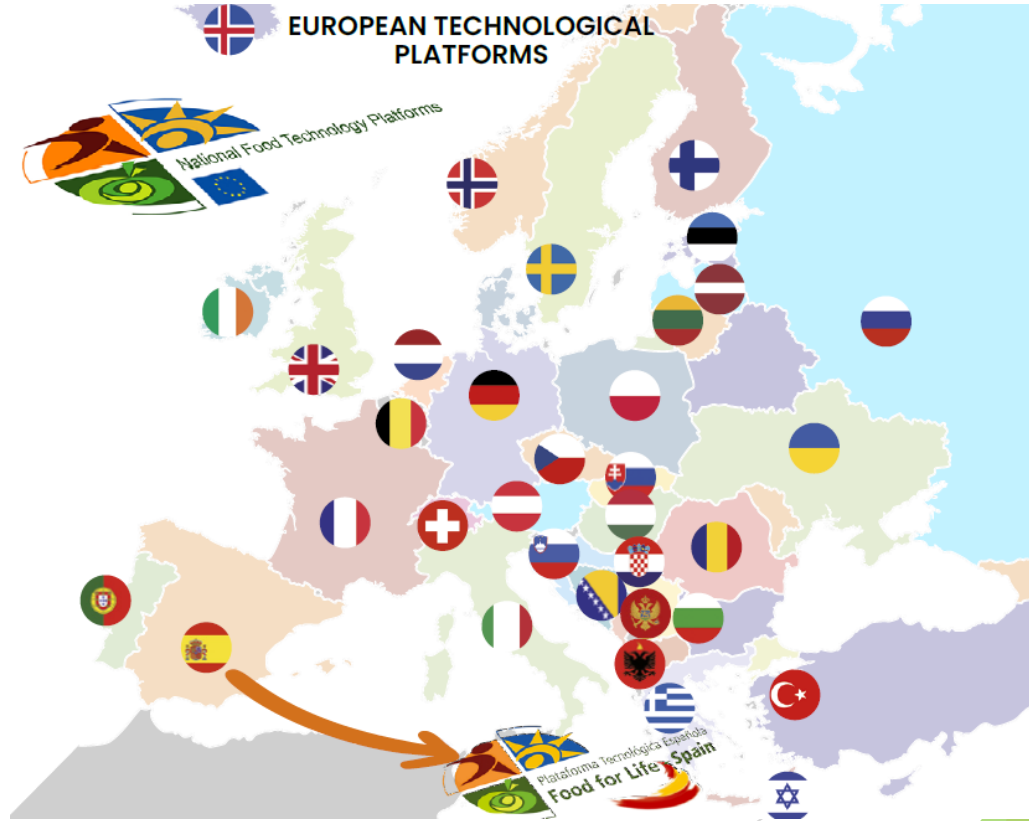 EUROPEAN TECHNOLOGICAL
PLATFORMS
National Food Technology Platforms
Plataforma Tecnológica Española
Food for Life Spain